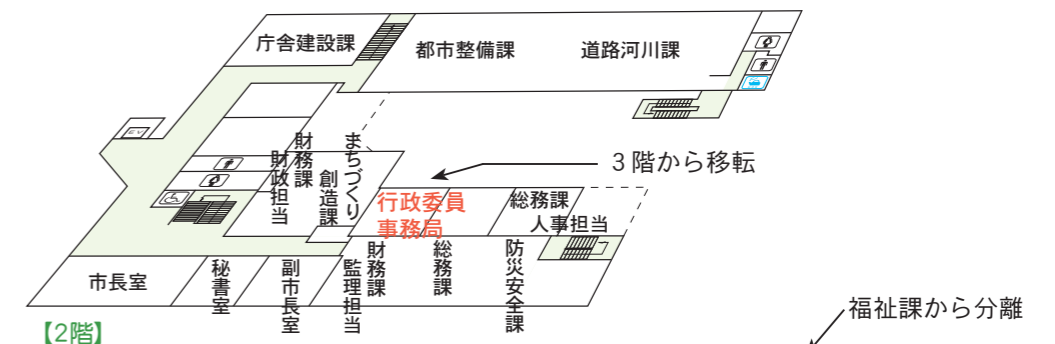 庁舎建設課
都市整備課
道路河川課
EV
3階から移転
まちづくり
創造課
財務課
財政担当
行政委員
事務局
総務課
人事担当
市長室
秘書室
副市長室
財務課
監理担当
総務課
防災安全課
福祉課から分離
【2階】